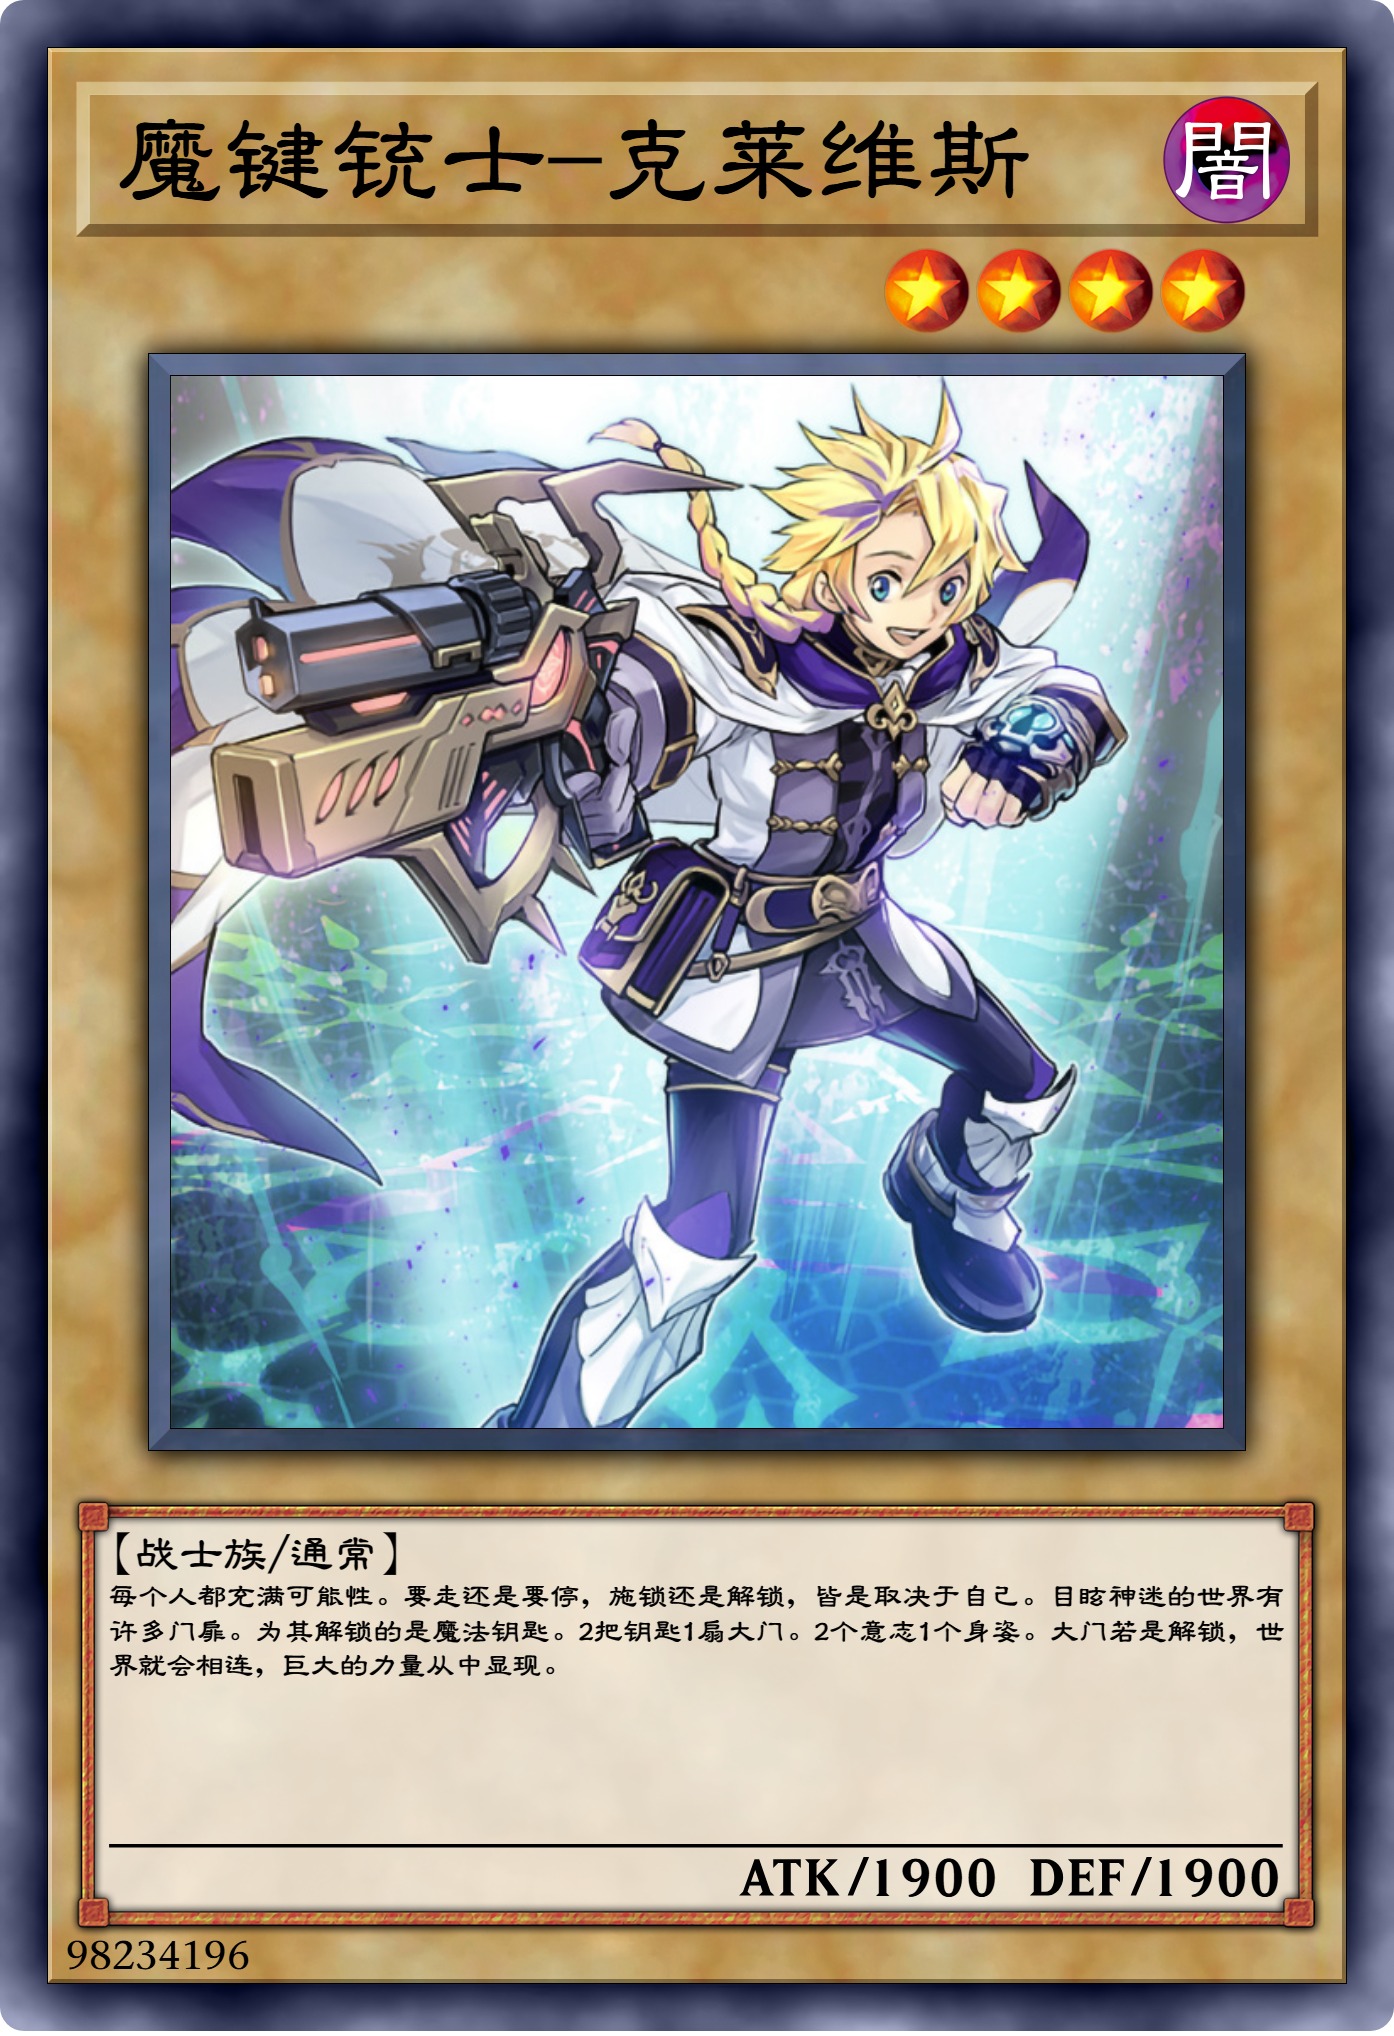 魔键铳士-克莱维斯
闇
【战士族/通常】
每个人都充满可能性。要走还是要停，施锁还是解锁，皆是取决于自己。目眩神迷的世界有
许多门扉。为其解锁的是魔法钥匙。2把钥匙1扇大门。2个意志1个身姿。大门若是解锁，世
界就会相连，巨大的力量从中显现。
ATK/1900 DEF/1900
98234196